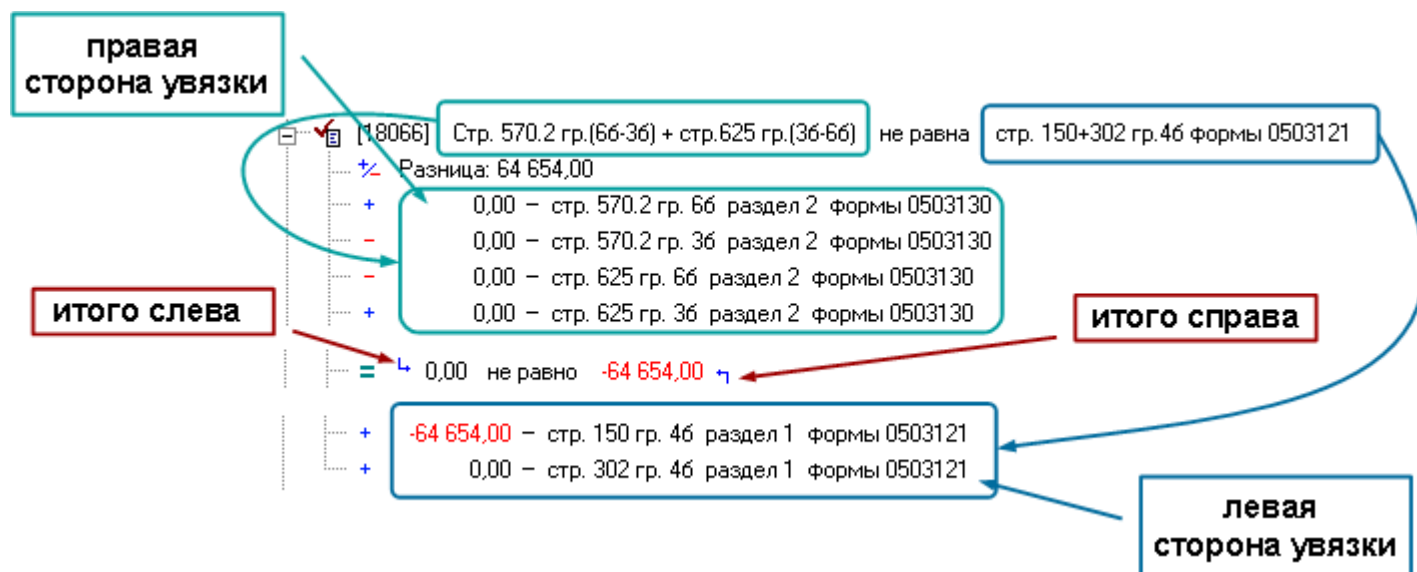 правая
сторона увязки
[18066] Стр. 570.2 гр.(6б-3б) + стр.625 гр.(3б-6б) не равна стр. 150+302 гр.4б Формы 0503121
+/- Разница: 64 654,00
+ 0,00 – стр. 570.2 гр. 6б раздел 2 формы 0503130
– 0,00 – стр. 570.2 гр. 3б раздел 2 формы 0503130
– 0,00 – стр. 625 гр. 6б раздел 2 формы 0503130
+ 0,00 – стр. 625 гр. 3б раздел 2 формы 0503130
итого слева
итого справа
= 0,00 не равно -64 654,00
+ -64 654,00 – стр. 150 гр. 4б раздел 1 формы 0503121
+ 0,00 – стр. 302 гр. 4б раздел 1 формы 0503121
левая
сторона увязки